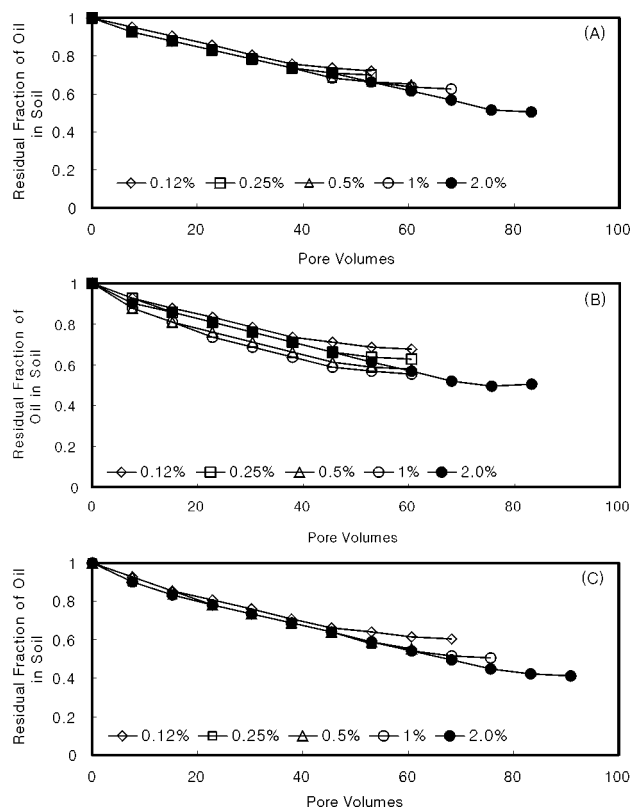 (A)
Residual Fraction of Oil
in Soil
1
0.8
0.6
0.4
0.2
0
0.12% 0.25% 0.5% 1% 2.0%
0 20 40 60 80 100
Pore Volumes
(B)
Residual Fraction of
Oil in Soil
1
0.8
0.6
0.4
0.2
0
0.12% 0.25% 0.5% 1% 2.0%
0 20 40 60 80 100
Pore Volumes
(C)
Residual Fraction of Oil
in Soil
1
0.8
0.6
0.4
0.2
0
0.12% 0.25% 0.5% 1% 2.0%
0 20 40 60 80 100
Pore Volumes